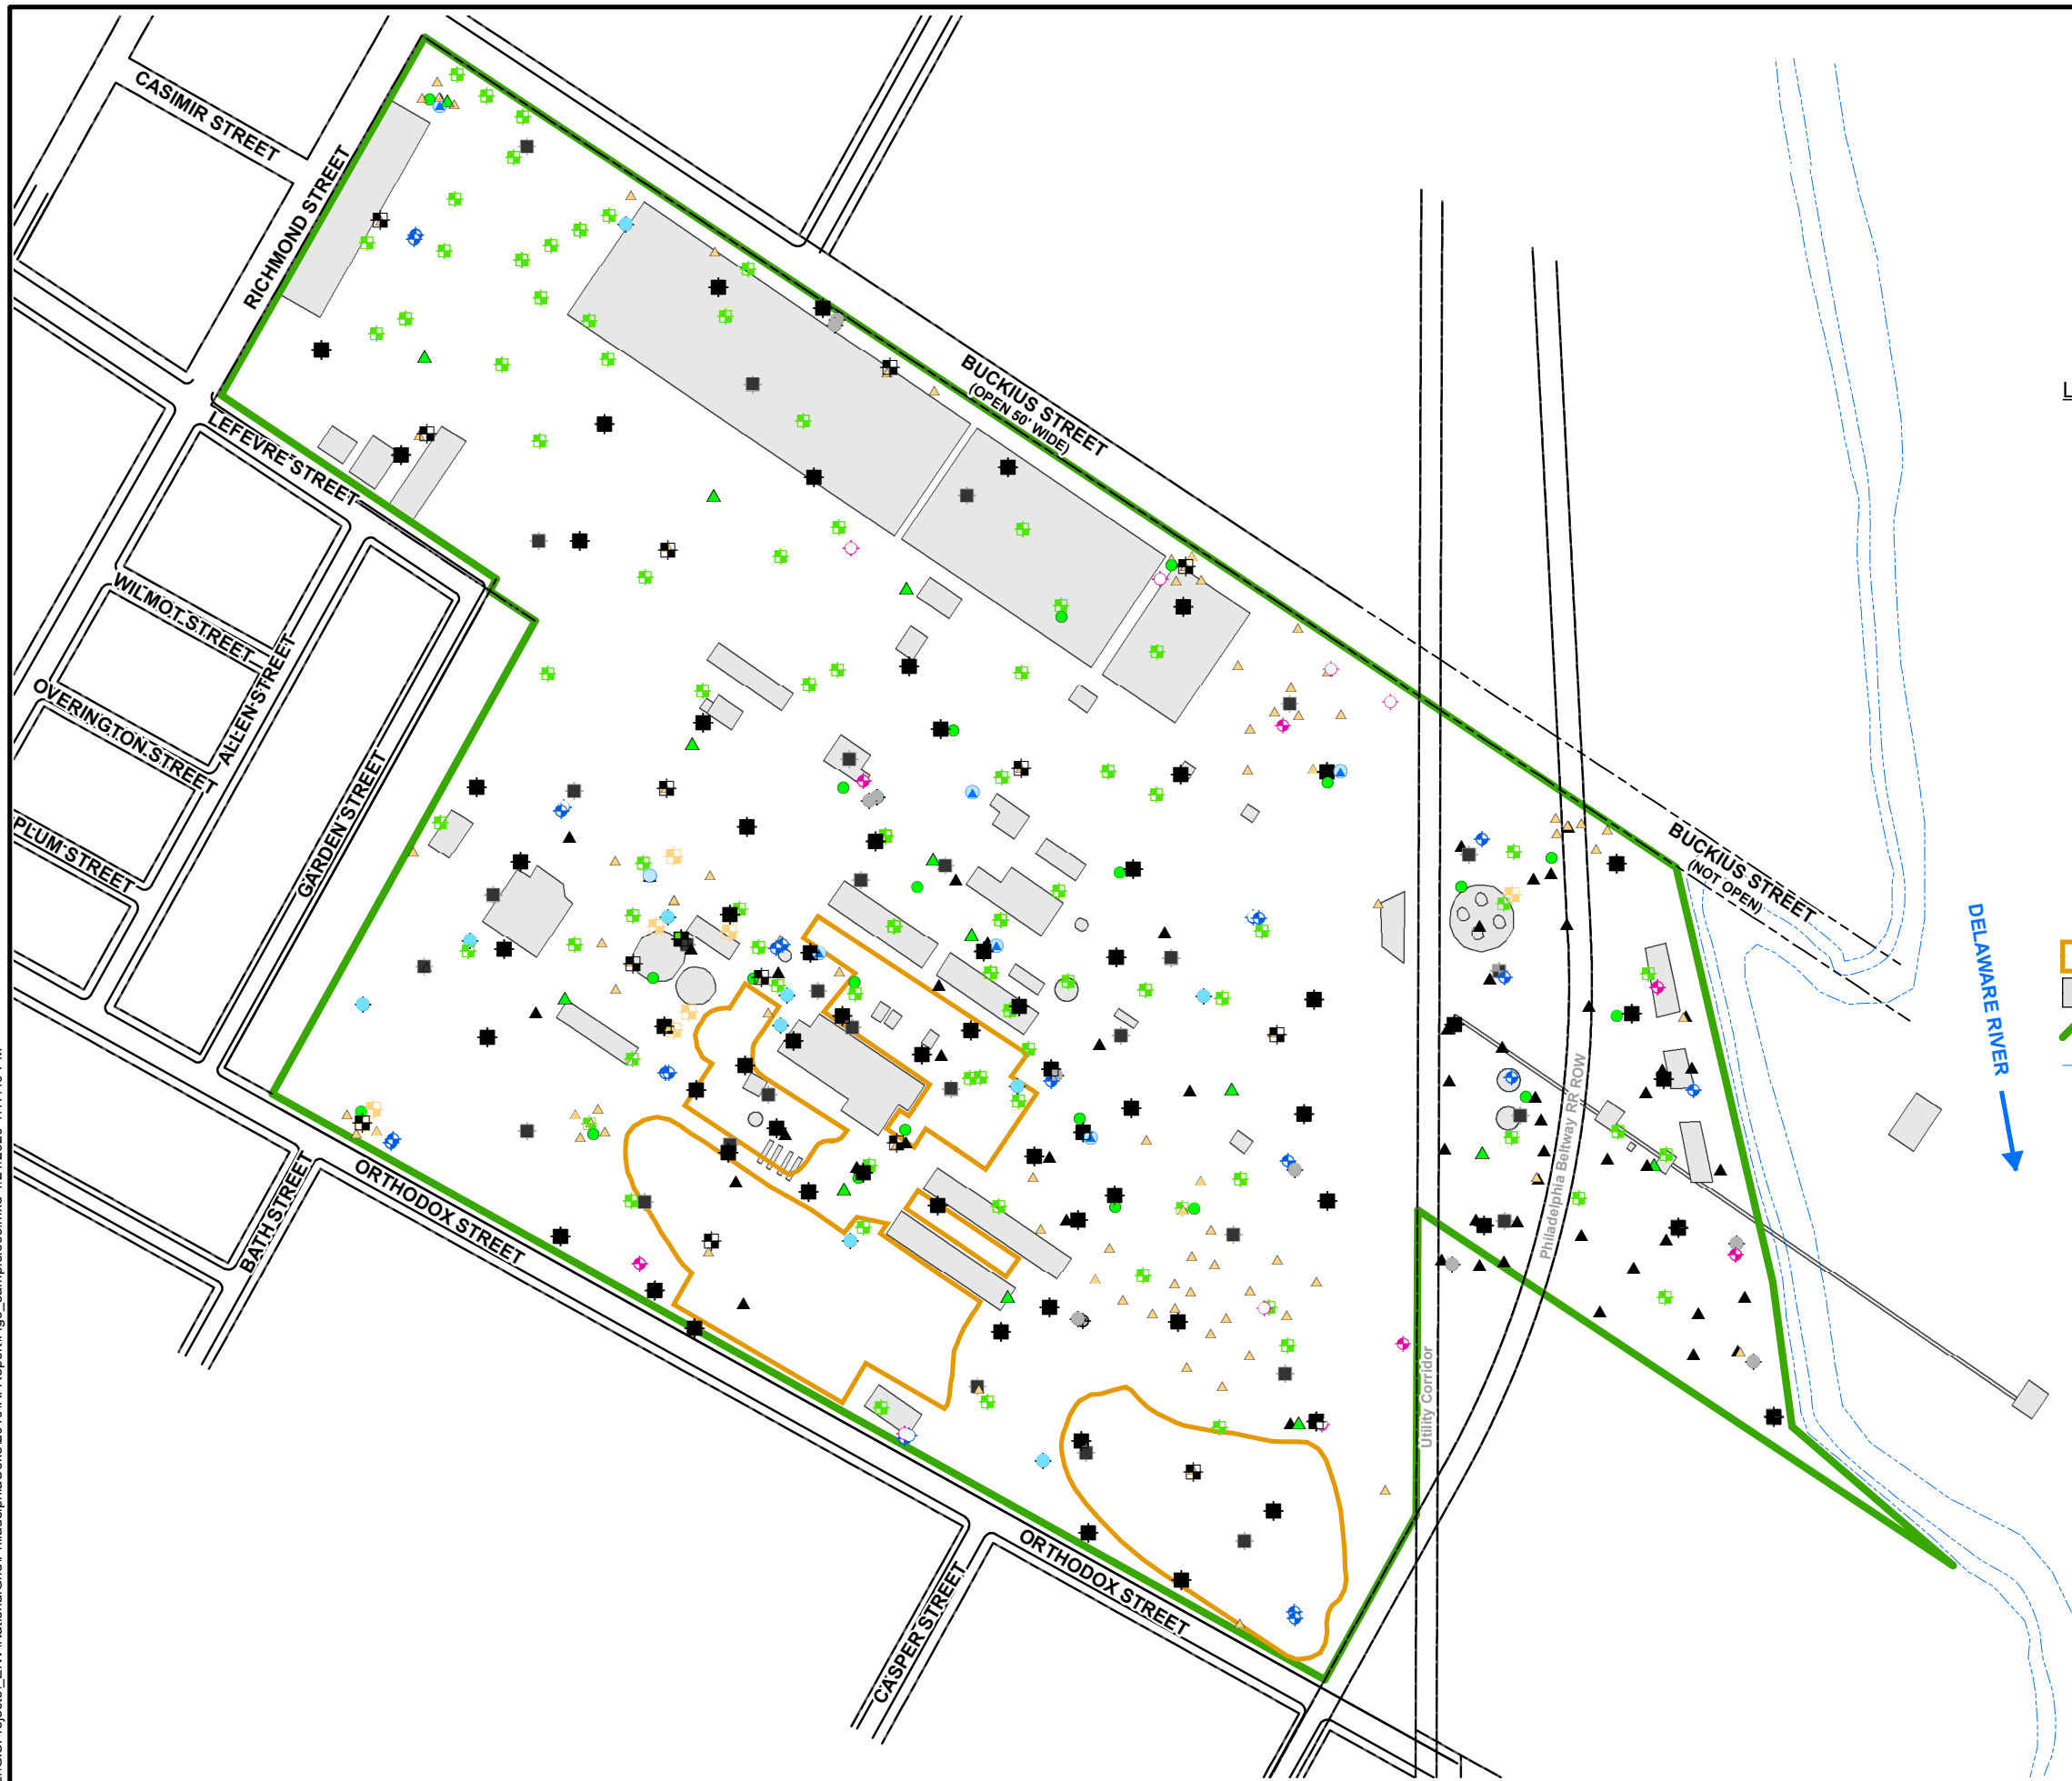 CASIMIR STREET
RICHMOND STREET
BUCKIUS STREET
(OPEN 50' WIDE)
L
LEFEVRE STREET
WILMOT STREET
ALLEN STREET
OVERINGTON STREET
GARDEN STREET
PLUM STREET
BUCKIUS STREET
(NOT OPEN)
DELAWARE RIVER
Philadelphia Beltway RR ROW
BATH STREET
ORTHODOX STREET
Utility Corridor
ORTHODOX STREET
CASPER STREET